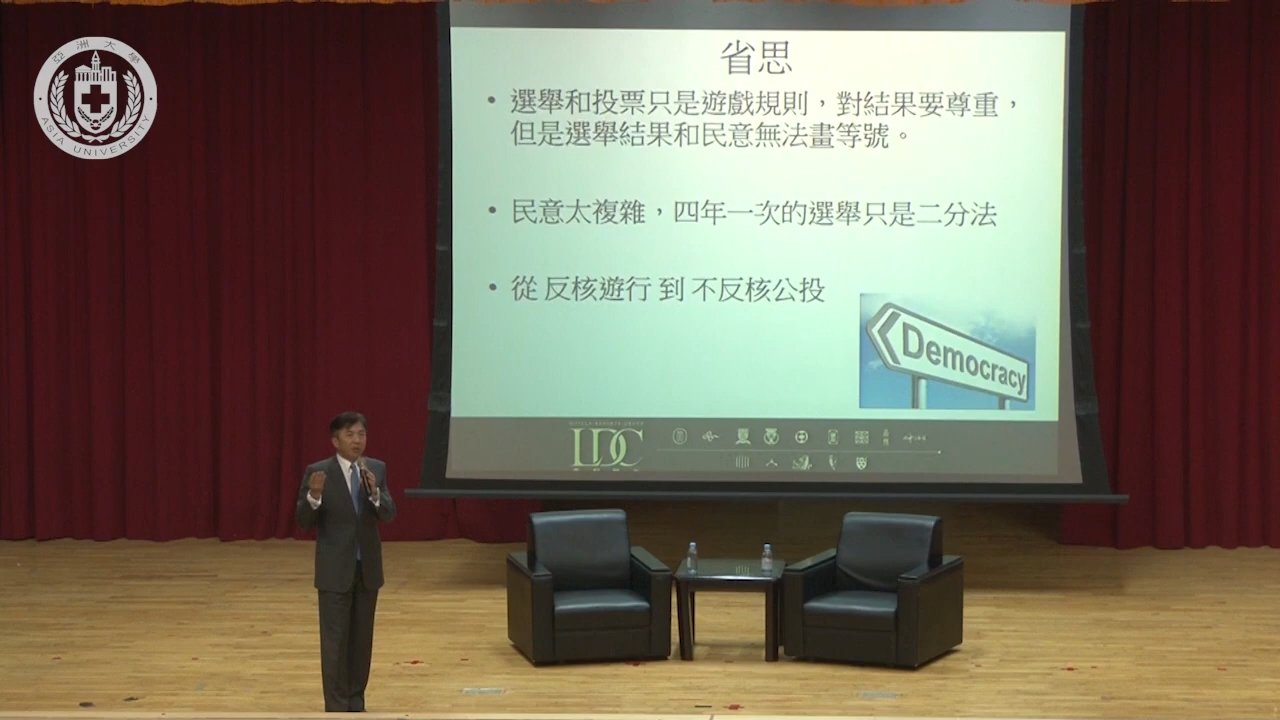 亞洲大學
ASIA UNIVERSITY
省思
• 選舉和投票只是遊戲規則，對結果要尊重，
但是選舉結果和民意無法畫等號。
• 民意太複雜，四年一次的選舉只是二分法
• 從 反核遊行 到 不反核公投
Democracy
LDC